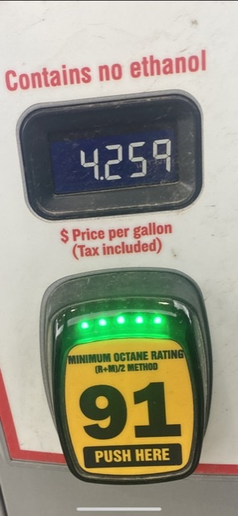 Contains no ethanol
4.259
$ Price per gallon
(Tax included)
MINIMUM OCTANE RATING
(R+M)/2 METHOD
91
PUSH HERE